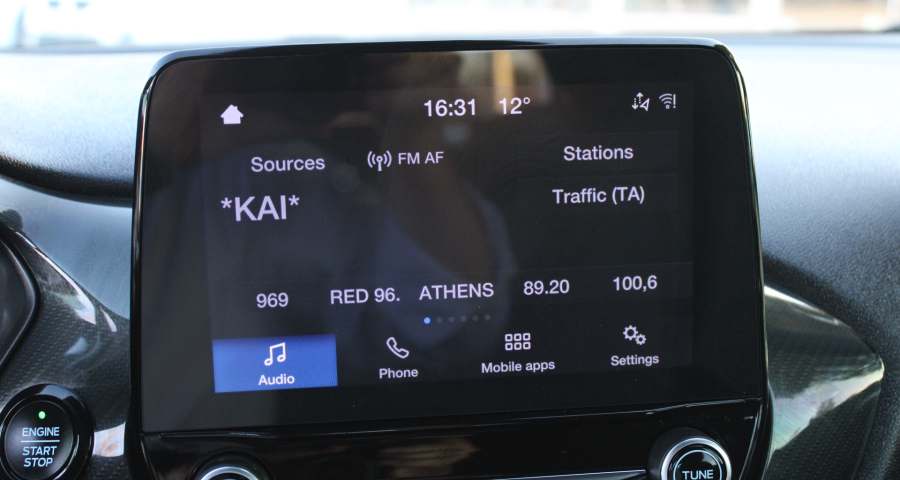 16:31 12°
Sources FM AF Stations
*KAI* Traffic (TA)
969 RED 96. ATHENS 89.20 100,6
Audio Phone Mobile apps Settings
ENGINE
START
STOP
TUNE